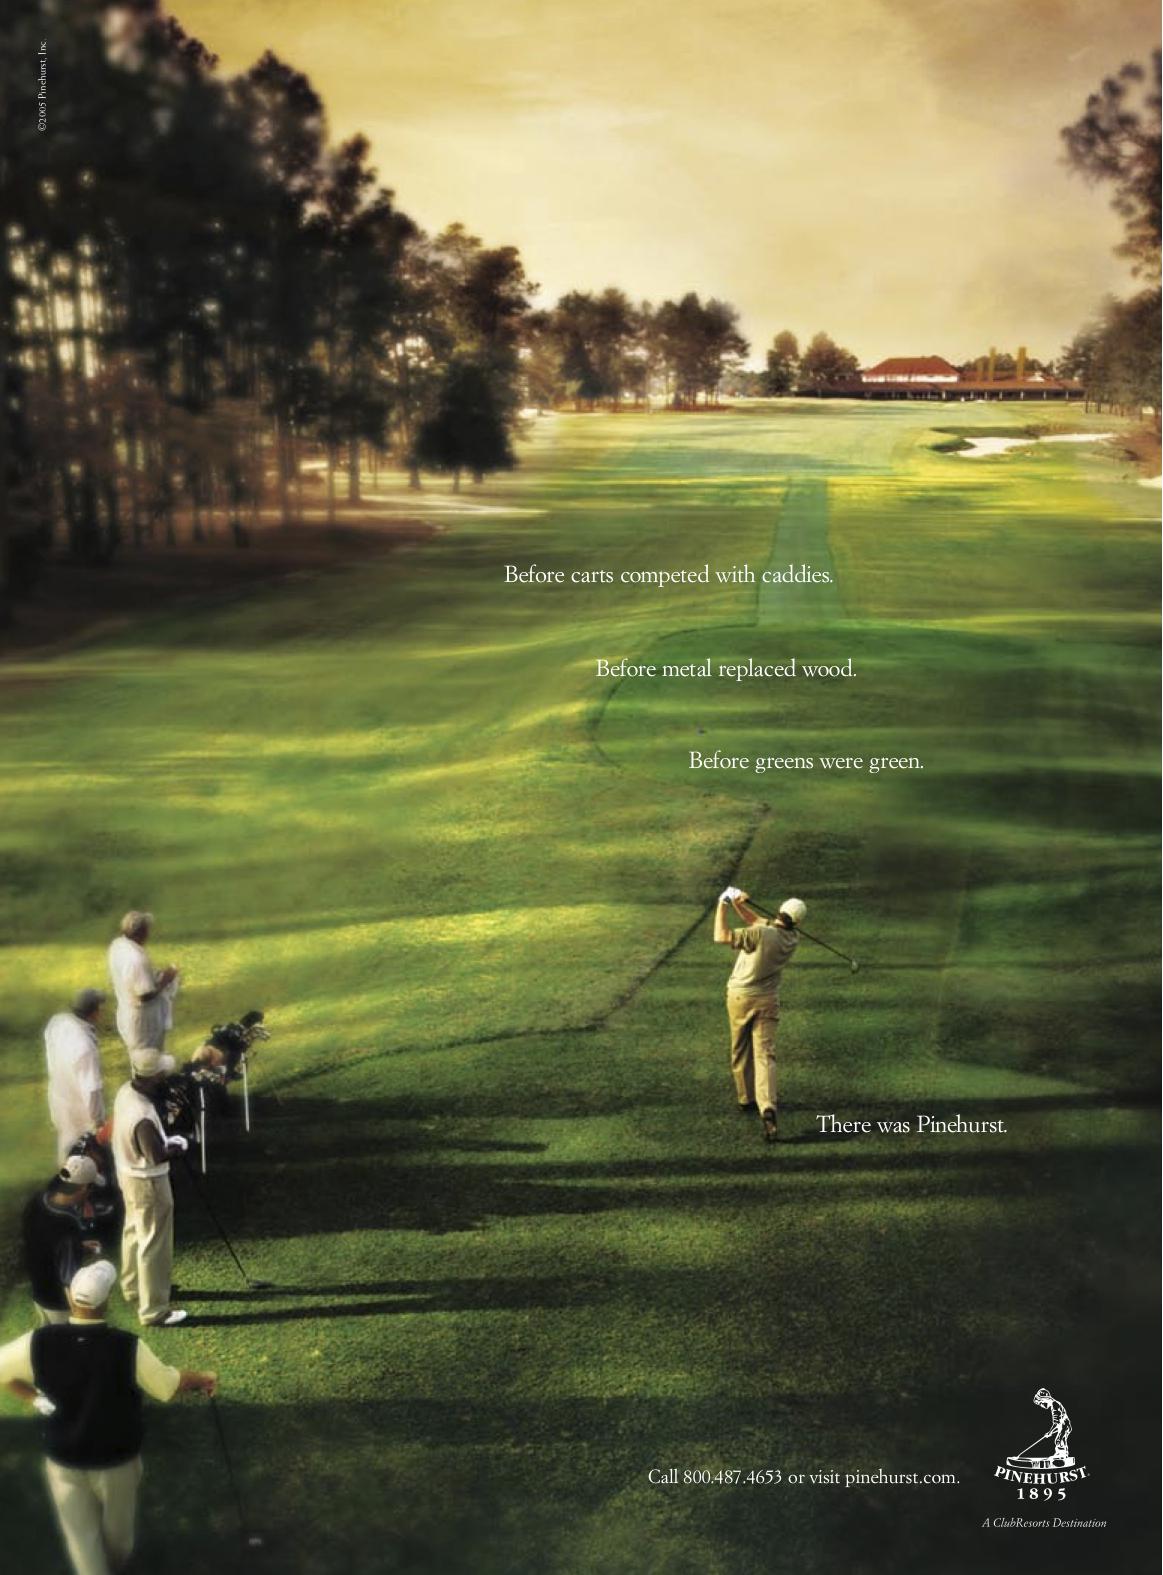 ©2005 Pinehurst, Inc.
Before carts competed with caddies.
Before metal replaced wood.
Before greens were green.
There was Pinehurst.
Call 800.487.4653 or visit pinehurst.com.
PINEHURST
1895
A ClubResorts Destination